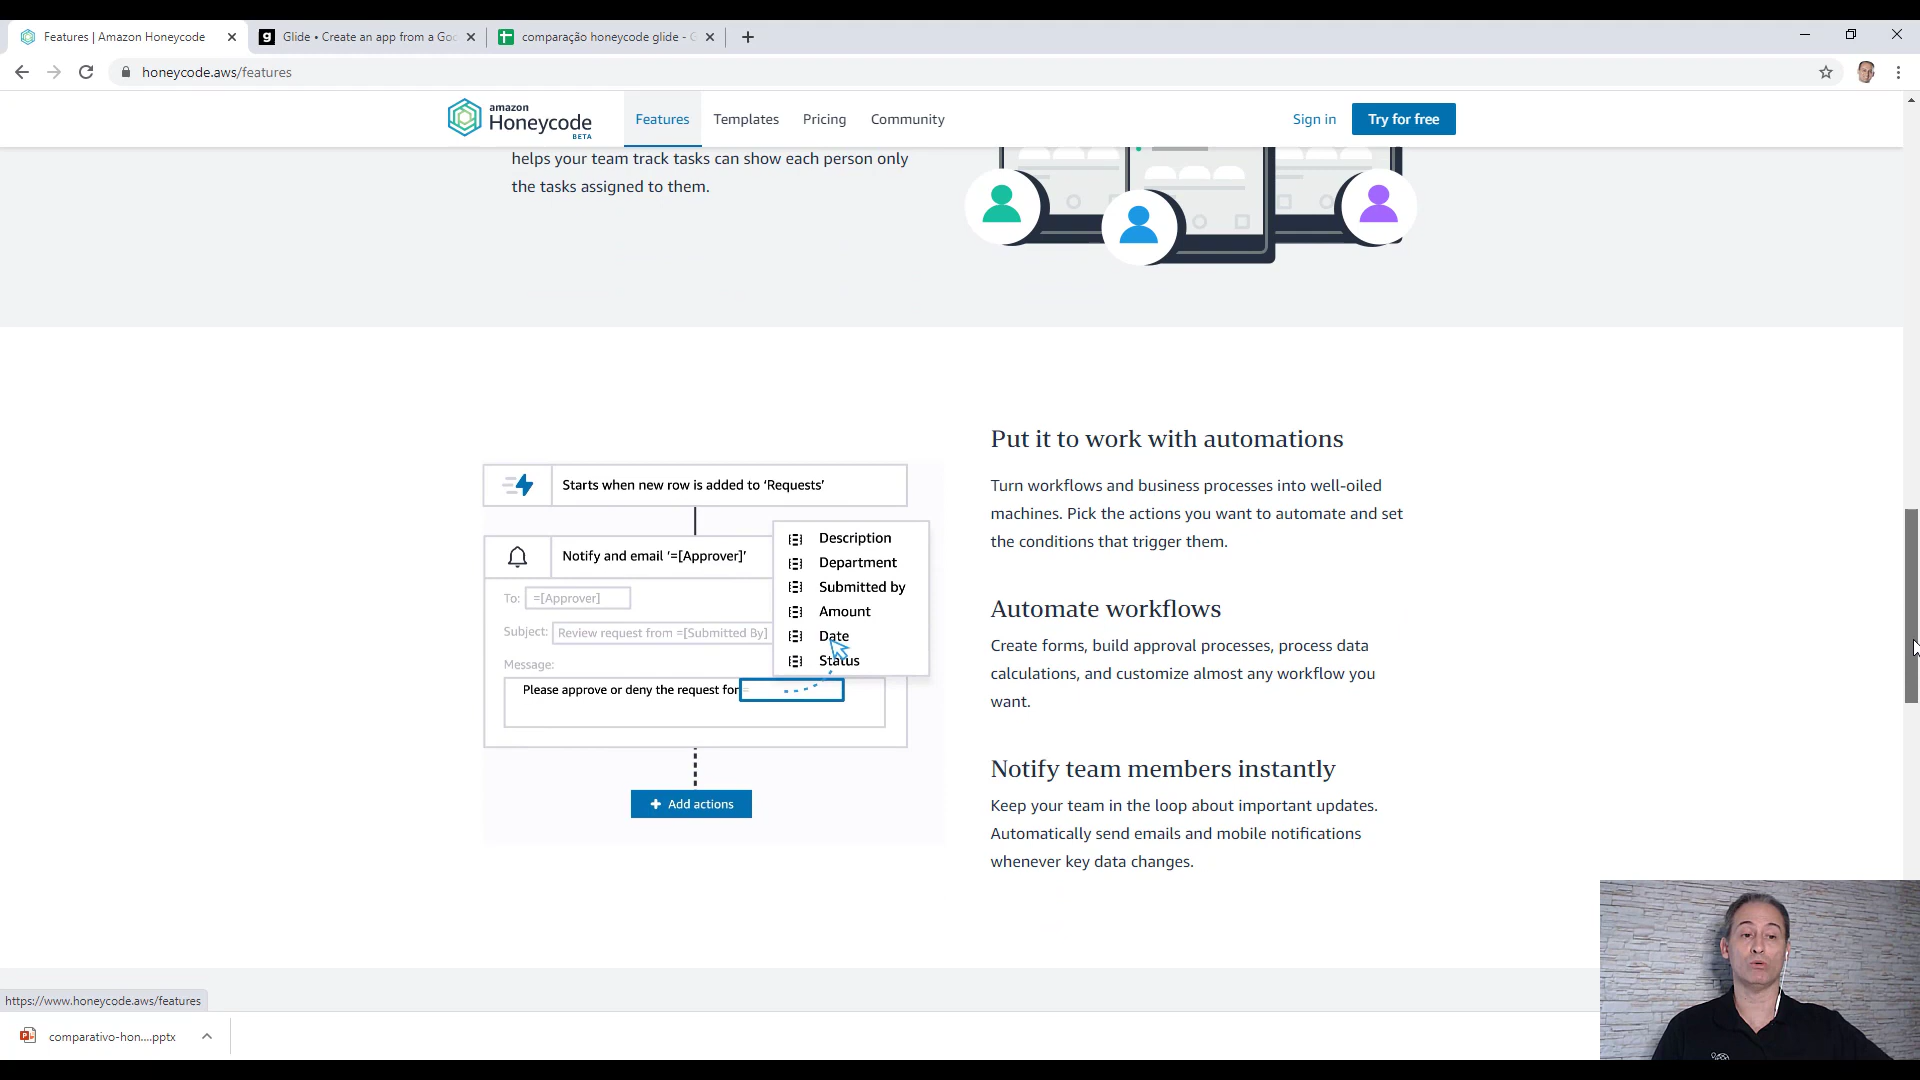 Features | Amazon Honeycode
Glide • Create an app from a Goo
comparação honeycode glide - G
honeycode.aws/features
amazon
Honeycode
BETA
Features
Templates
Pricing
Community
Sign in
Try for free
helps your team track tasks can show each person only
the tasks assigned to them.
Starts when new row is added to ‘Requests’
Notify and email ‘=[Approver]’
To:
=[Approver]
Subject:
Review request from =[Submitted By]
Message:
Please approve or deny the request for
=
Description
Department
Submitted by
Amount
Date
Status
Add actions
Put it to work with automations
Turn workflows and business processes into well-oiled
machines. Pick the actions you want to automate and set
the conditions that trigger them.
Automate workflows
Create forms, build approval processes, process data
calculations, and customize almost any workflow you
want.
Notify team members instantly
Keep your team in the loop about important updates.
Automatically send emails and mobile notifications
whenever key data changes.
https://www.honeycode.aws/features
comparativo-hon....pptx